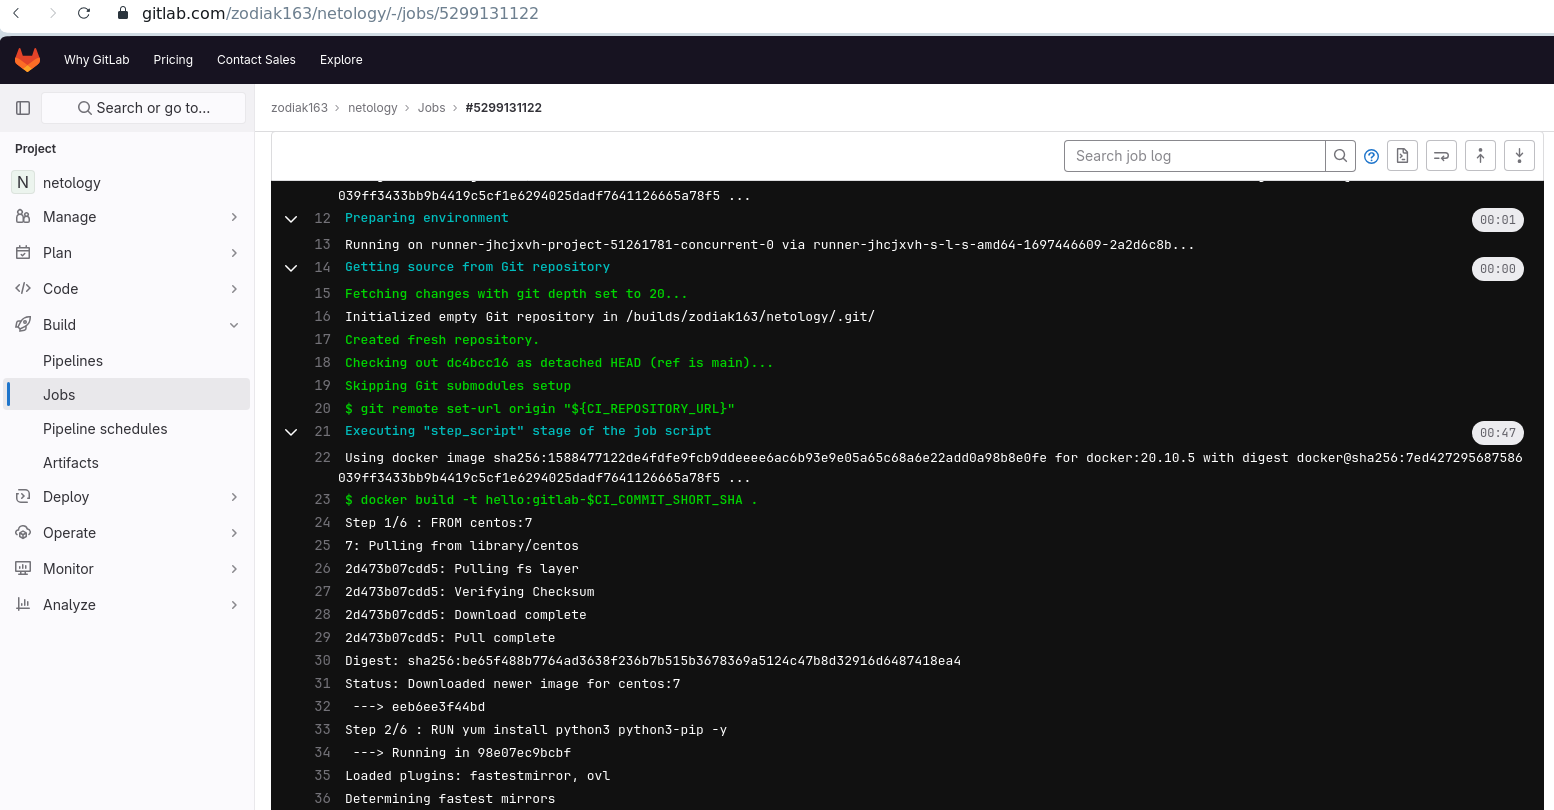 gitlab.com/zodiak163/netology/-/jobs/5299131122
Why GitLab Pricing Contact Sales Explore
Search or go to...
zodiak163 › netology › Jobs › #5299131122
Project
N netology
Manage
Plan
Code
Build
Pipelines
Jobs
Pipeline schedules
Artifacts
Deploy
Operate
Monitor
Analyze
Search job log
039ff3433bb9b4419c5cf1e6294025dadf7641126665a78f5 ...
12 Preparing environment 00:01
13 Running on runner-jhcjxvh-project-51261781-concurrent-0 via runner-jhcjxvh-s-l-s-amd64-1697446609-2a2d6c8b...
14 Getting source from Git repository 00:00
15 Fetching changes with git depth set to 20...
16 Initialized empty Git repository in /builds/zodiak163/netology/.git/
17 Created fresh repository.
18 Checking out dc4bcc16 as detached HEAD (ref is main)...
19 Skipping Git submodules setup
20 $ git remote set-url origin "${CI_REPOSITORY_URL}"
21 Executing "step_script" stage of the job script 00:47
22 Using docker image sha256:1588477122de4fdfe9fcb9ddeeee6ac6b93e9e05a65c68a6e22add0a98b8e0fe for docker:20.10.5 with digest docker@sha256:7ed427295687586
039ff3433bb9b4419c5cf1e6294025dadf7641126665a78f5 ...
23 $ docker build -t hello:gitlab-$CI_COMMIT_SHORT_SHA .
24 Step 1/6 : FROM centos:7
25 7: Pulling from library/centos
26 2d473b07cdd5: Pulling fs layer
27 2d473b07cdd5: Verifying Checksum
28 2d473b07cdd5: Download complete
29 2d473b07cdd5: Pull complete
30 Digest: sha256:be65f488b7764ad3638f236b7b515b3678369a5124c47b8d32916d6487418ea4
31 Status: Downloaded newer image for centos:7
32 ---> eeb6ee3f44bd
33 Step 2/6 : RUN yum install python3 python3-pip -y
34 ---> Running in 98e07ec9bcbf
35 Loaded plugins: fastestmirror, ovl
36 Determining fastest mirrors